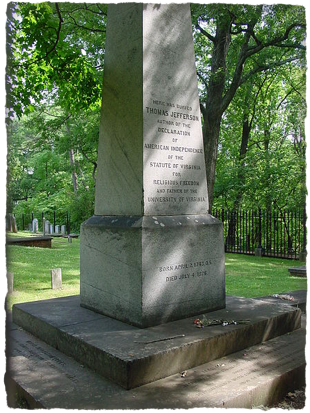 HERE WAS BURIED
THOMAS JEFFERSON
AUTHOR OF THE
DECLARATION
OF
AMERICAN INDEPENDENCE
OF THE
STATUTE OF VIRGINIA
FOR
RELIGIOUS FREEDOM
AND FATHER OF THE
UNIVERSITY OF VIRGINIA
BORN APRIL 2. 1743. O.S.
DIED JULY 4. 1826.